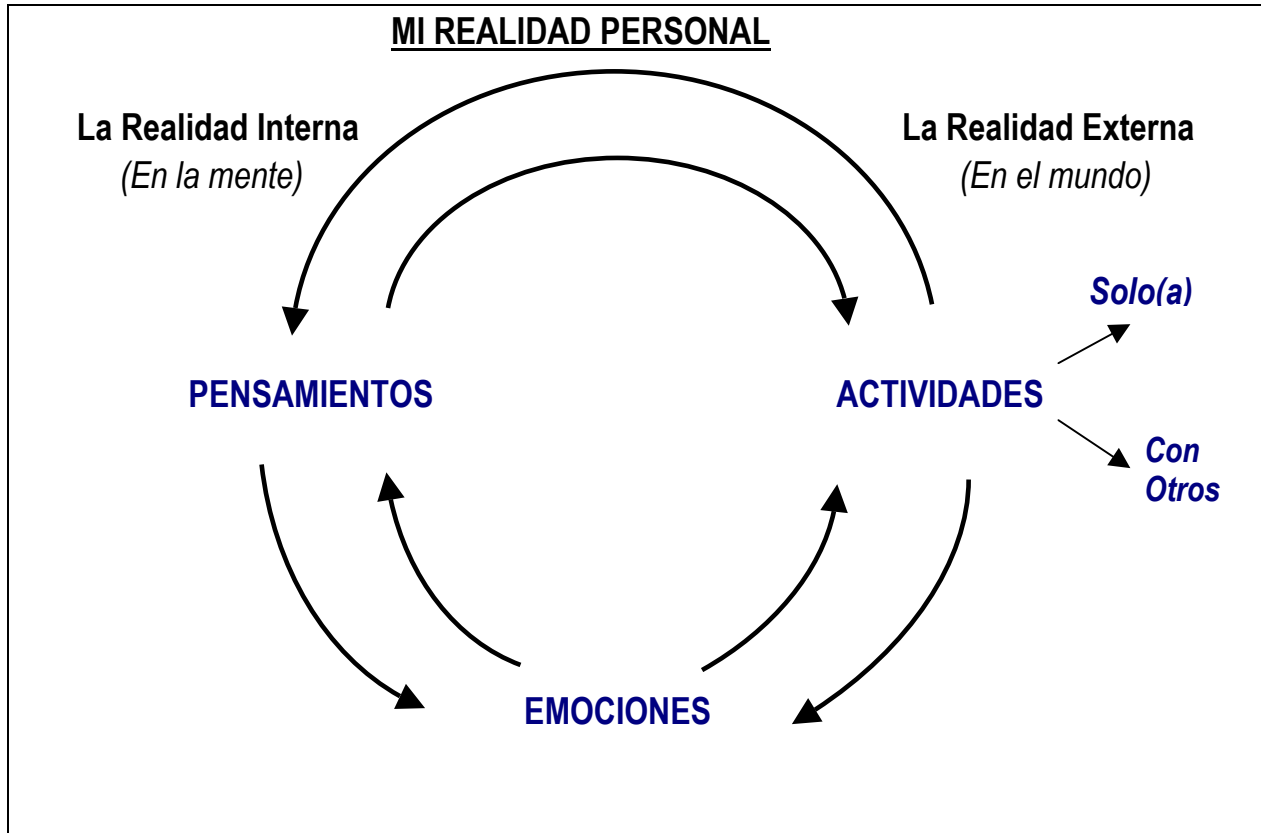 MI REALIDAD PERSONAL
La Realidad Interna
(En la mente)
La Realidad Externa
(En el mundo)
Solo(a)
PENSAMIENTOS
ACTIVIDADES
Con
Otros
EMOCIONES